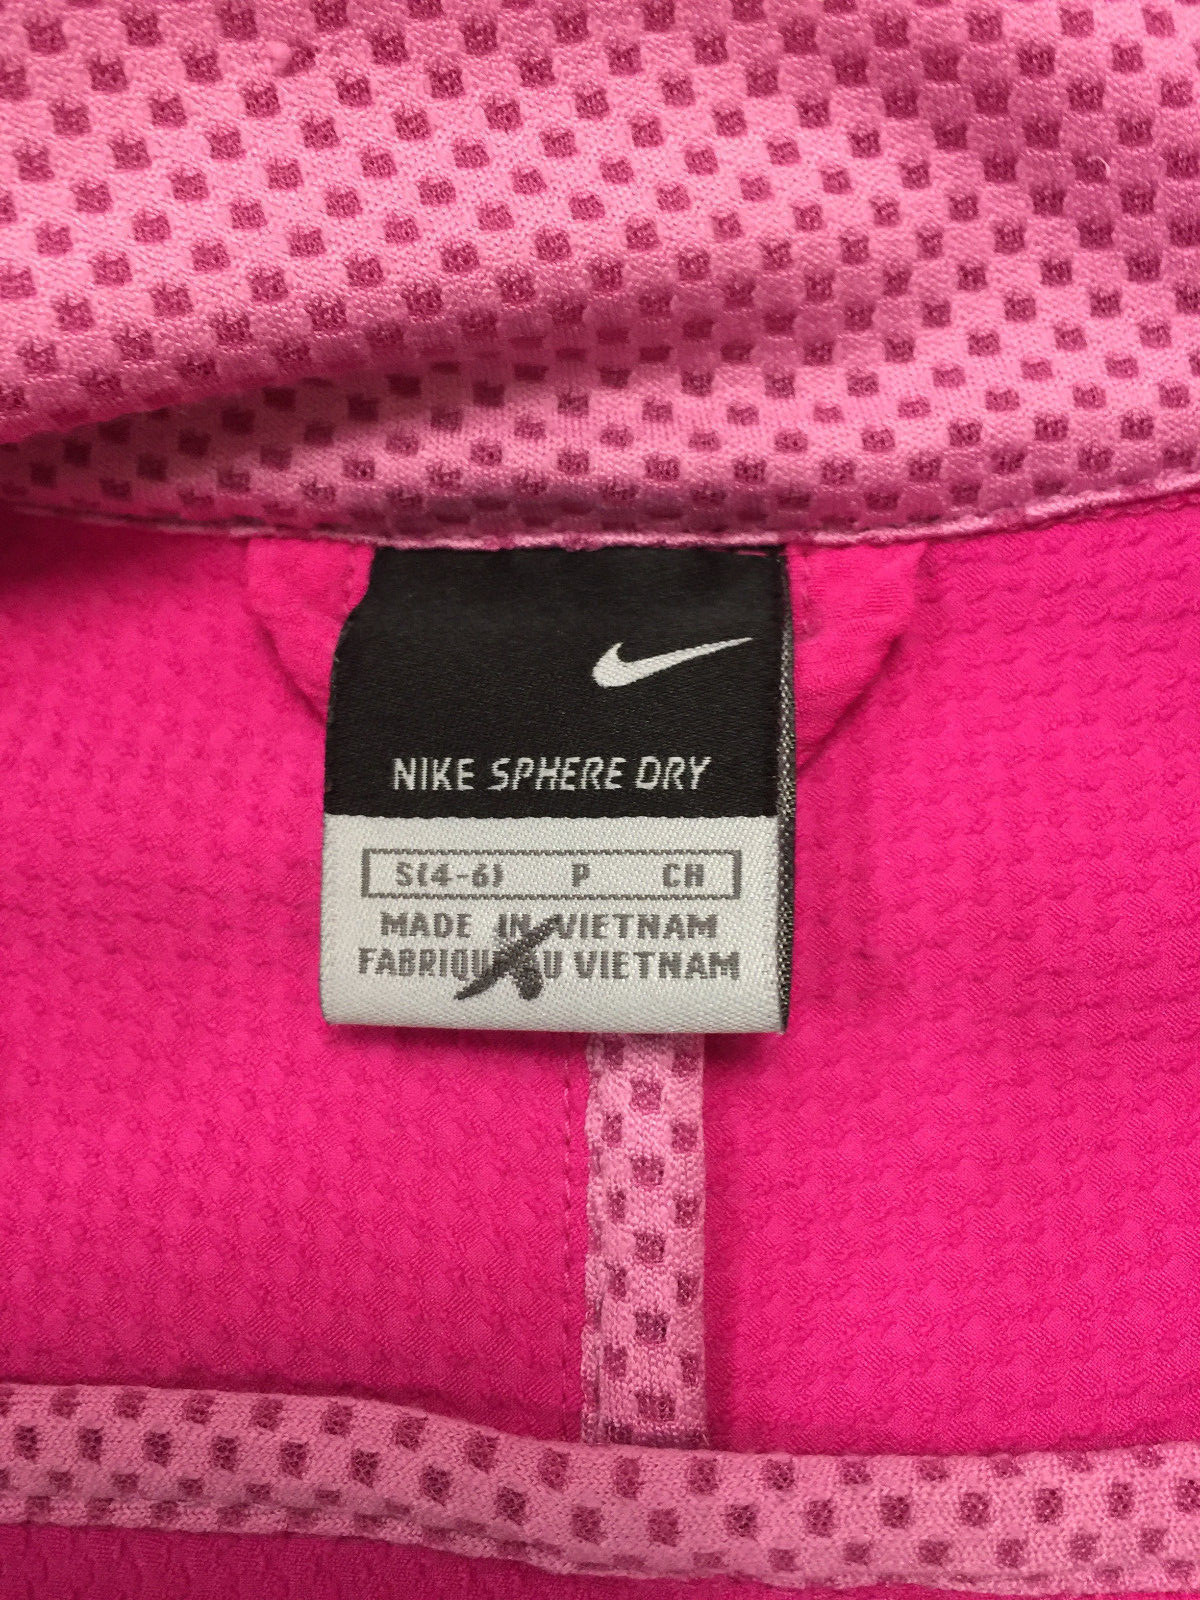 NIKE SPHERE DRY
S(4-6) P CH
MADE IN VIETNAM
FABRIQUÉ AU VIETNAM